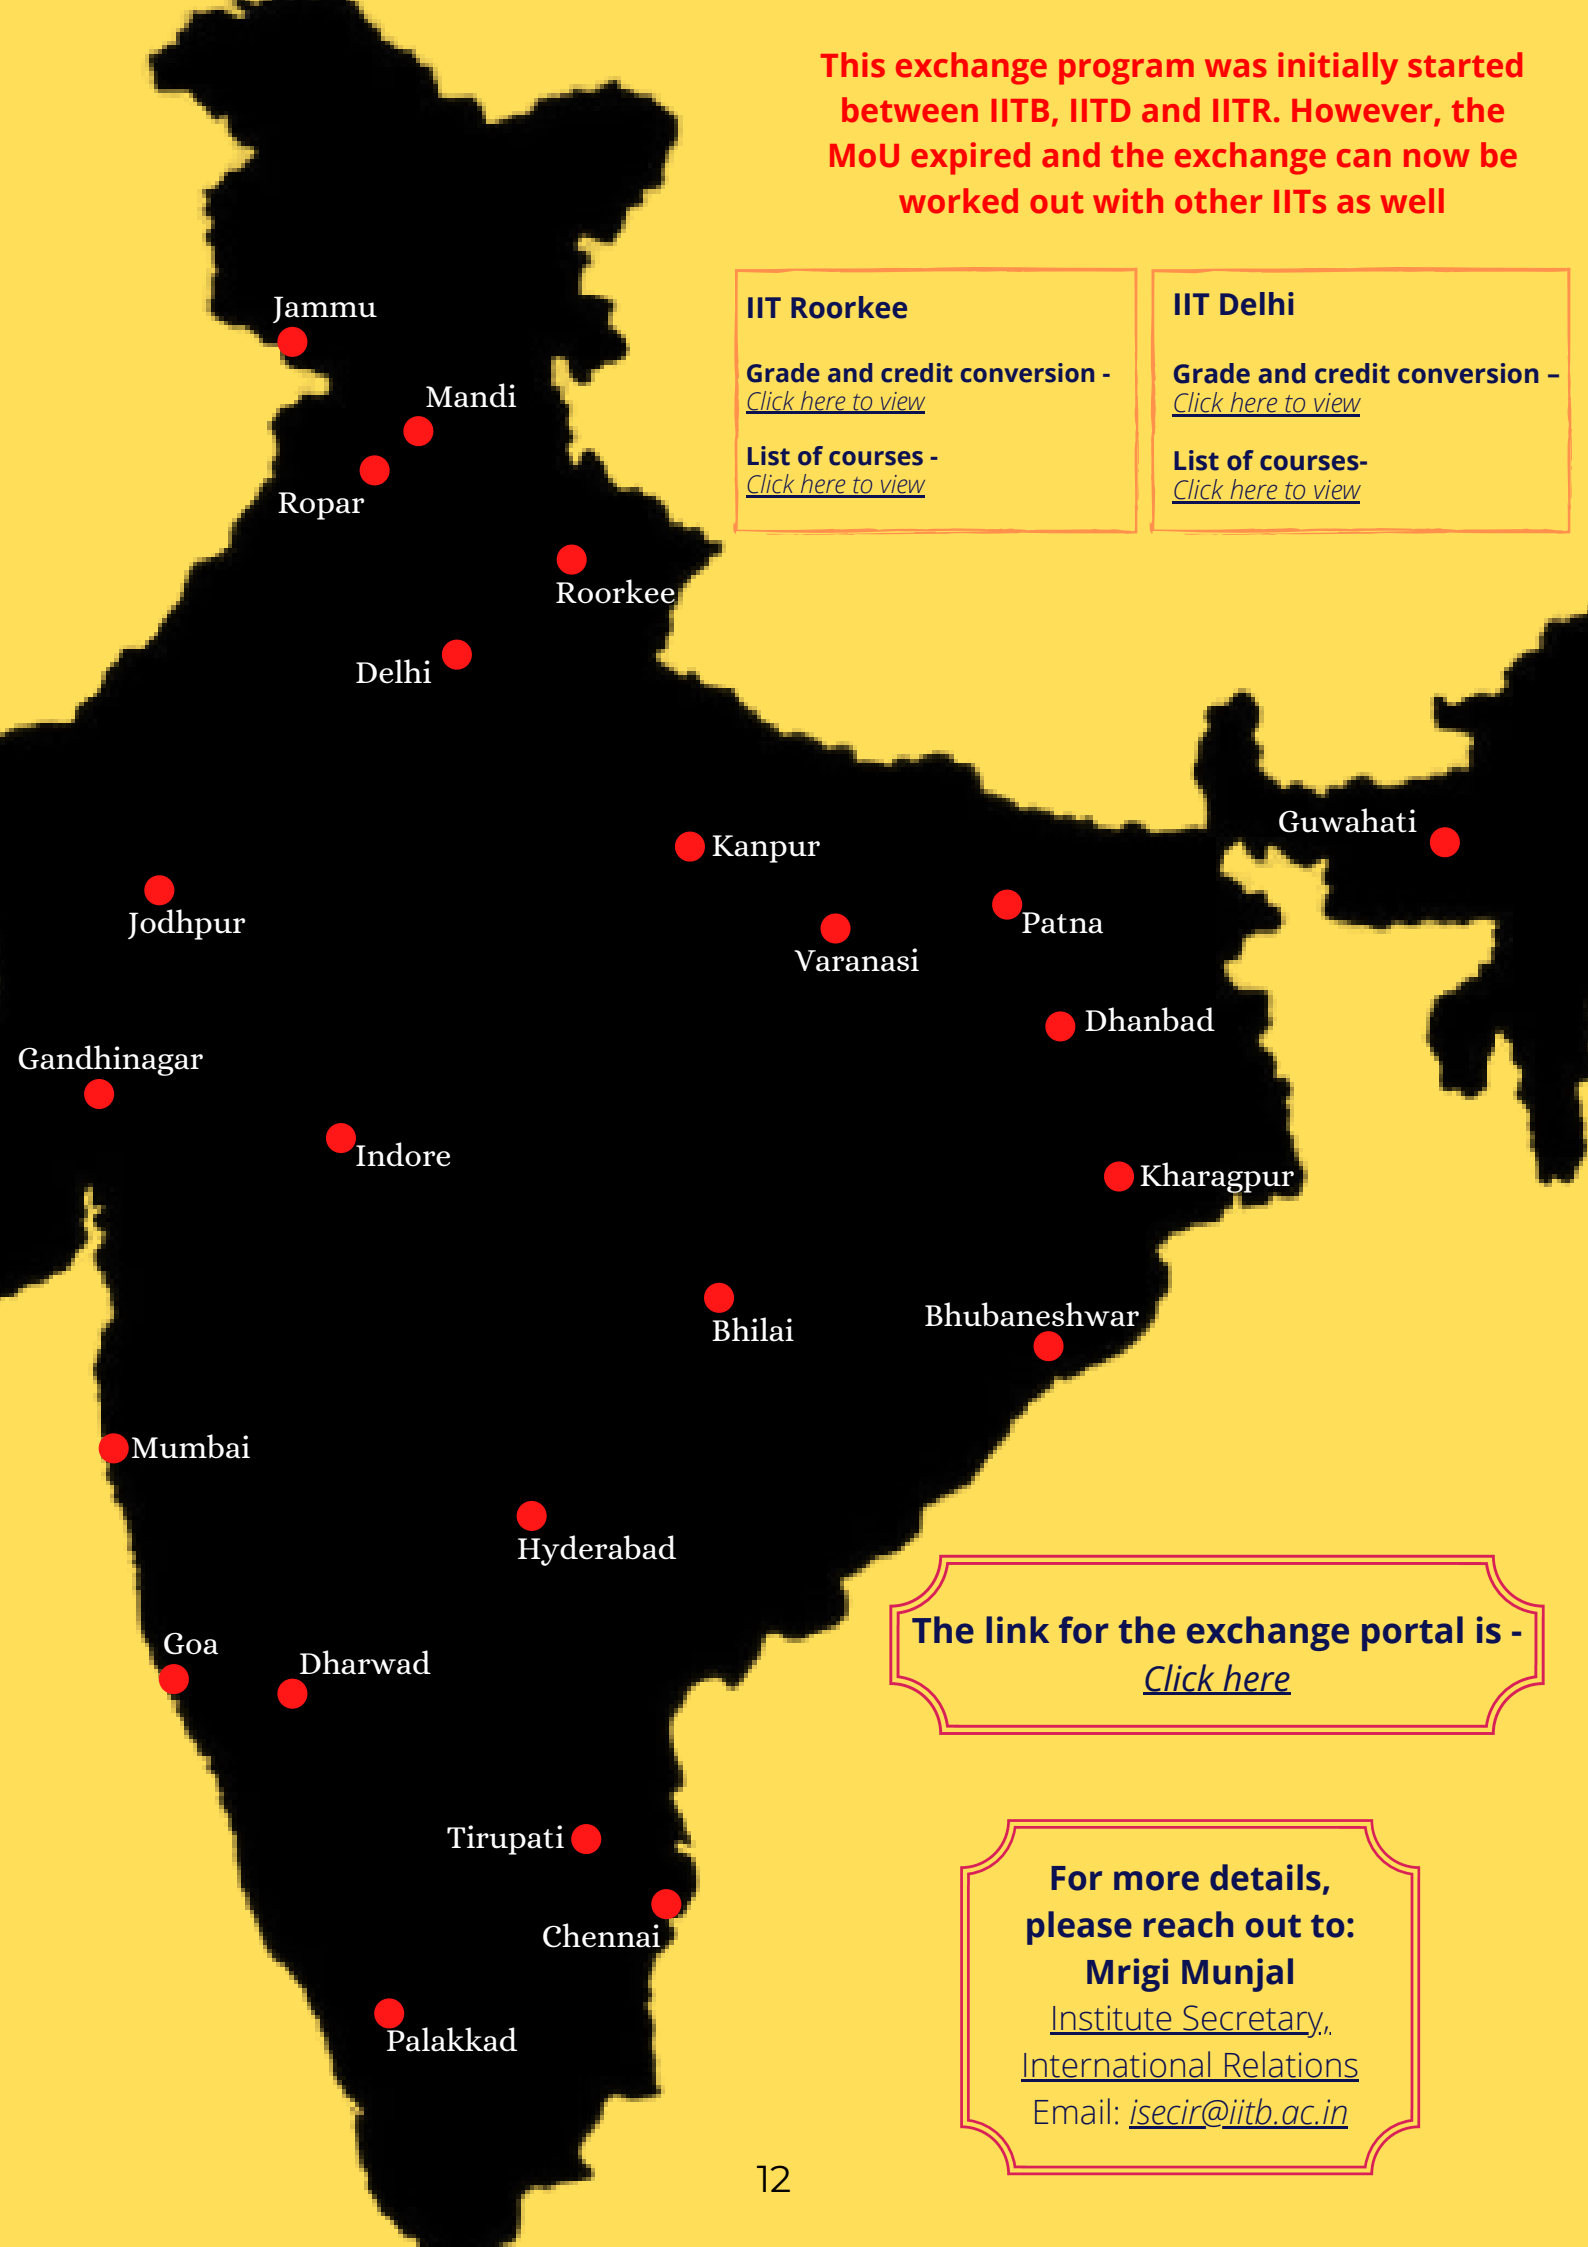 This exchange program was initially started
between IITB, IITD and IITR. However, the
MoU expired and the exchange can now be
worked out with other IITs as well
IIT Roorkee
Grade and credit conversion -
Click here to view
List of courses -
Click here to view
IIT Delhi
Grade and credit conversion –
Click here to view
List of courses-
Click here to view
Jammu
Mandi
Ropar
Roorkee
Delhi
Guwahati
Kanpur
Jodhpur
Patna
Varanasi
Dhanbad
Gandhinagar
Indore
Kharagpur
Bhilai
Bhubaneshwar
Mumbai
Hyderabad
Goa
Dharwad
Tirupati
Chennai
Palakkad
The link for the exchange portal is -
Click here
For more details,
please reach out to:
Mrigi Munjal
Institute Secretary,
International Relations
Email: isecir@iitb.ac.in
12